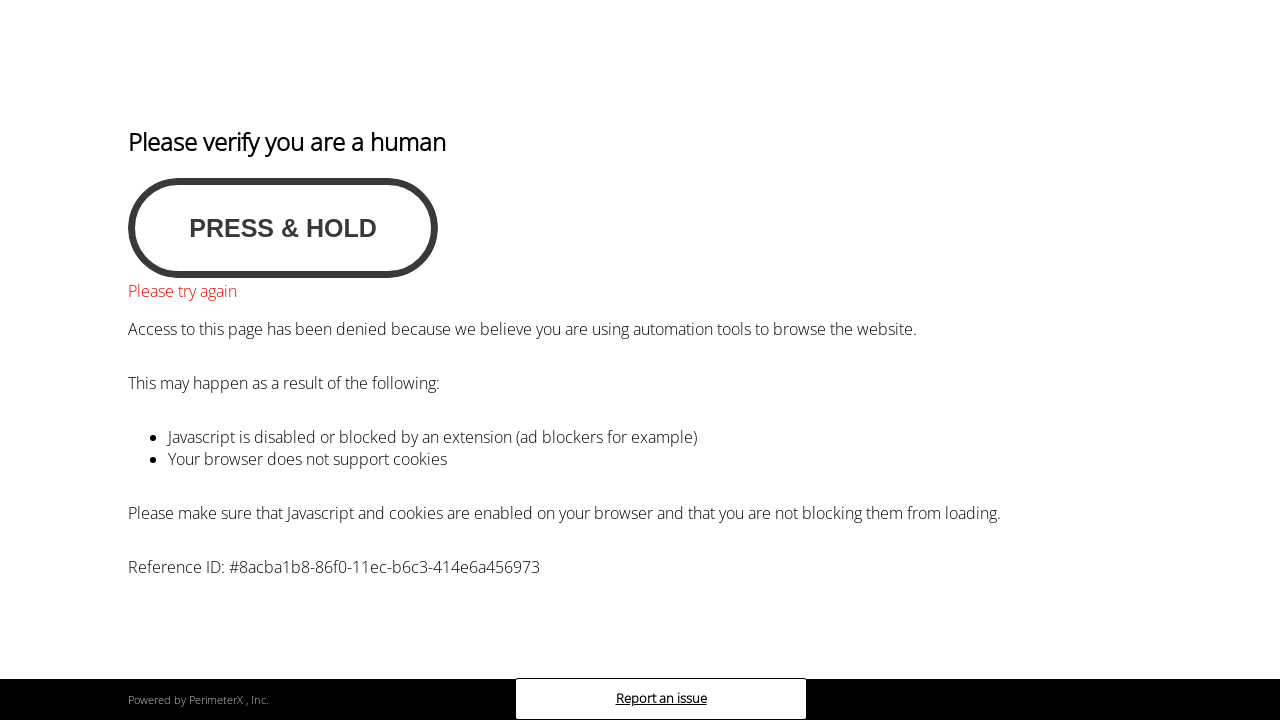 Please verify you are a human
PRESS & HOLD
Please try again
Access to this page has been denied because we believe you are using automation tools to browse the website.
This may happen as a result of the following:
Javascript is disabled or blocked by an extension (ad blockers for example)
Your browser does not support cookies
Please make sure that Javascript and cookies are enabled on your browser and that you are not blocking them from loading.
Reference ID: #8acba1b8-86f0-11ec-b6c3-414e6a456973
Powered by PerimeterX , Inc.
Report an issue